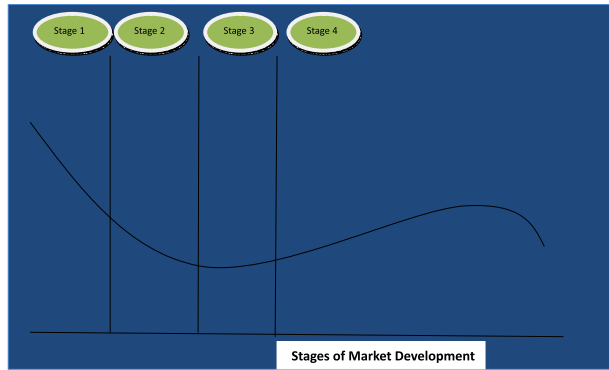 Stage 1
Stage 2
Stage 3
Stage 4
Stages of Market Development